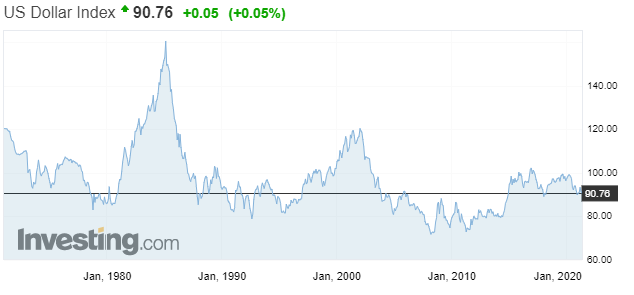 US Dollar Index 90.76 +0.05 (+0.05%)
140.00
120.00
100.00
90.76
80.00
60.00
Investing.com
Jan, 1980 Jan, 1990 Jan, 2000 Jan, 2010 Jan, 2020